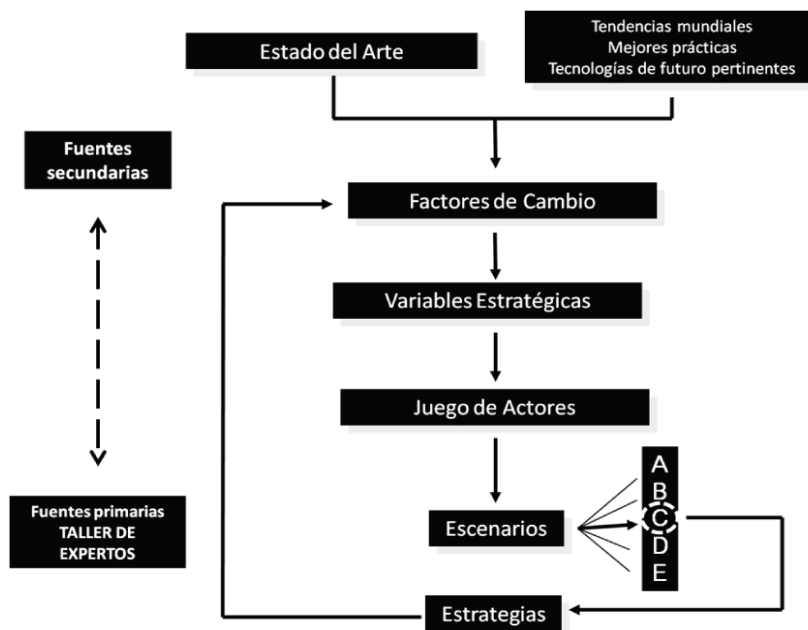 Estado del Arte
Tendencias mundiales
Mejores prácticas
Tecnologías de futuro pertinentes
Fuentes
secundarias
Factores de Cambio
Variables Estratégicas
Juego de Actores
Fuentes primarias
TALLER DE
EXPERTOS
Escenarios
A
B
C
D
E
Estrategias